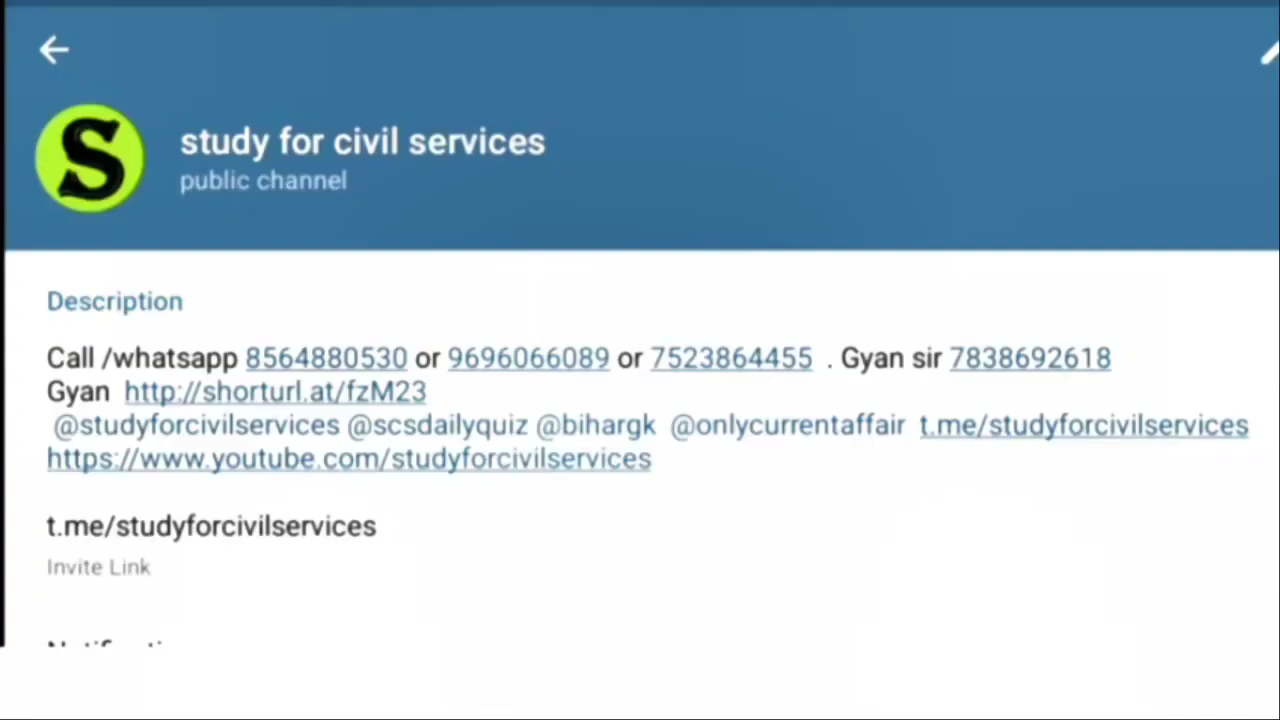 S
study for civil services
public channel
Description
Call /whatsapp 8564880530 or 9696066089 or 7523864455 . Gyan sir 7838692618
Gyan http://shorturl.at/fzM23
@studyforcivilservices @scsdailyquiz @bihargk @onlycurrentaffair t.me/studyforcivilservices
https://www.youtube.com/studyforcivilservices
t.me/studyforcivilservices
Invite Link